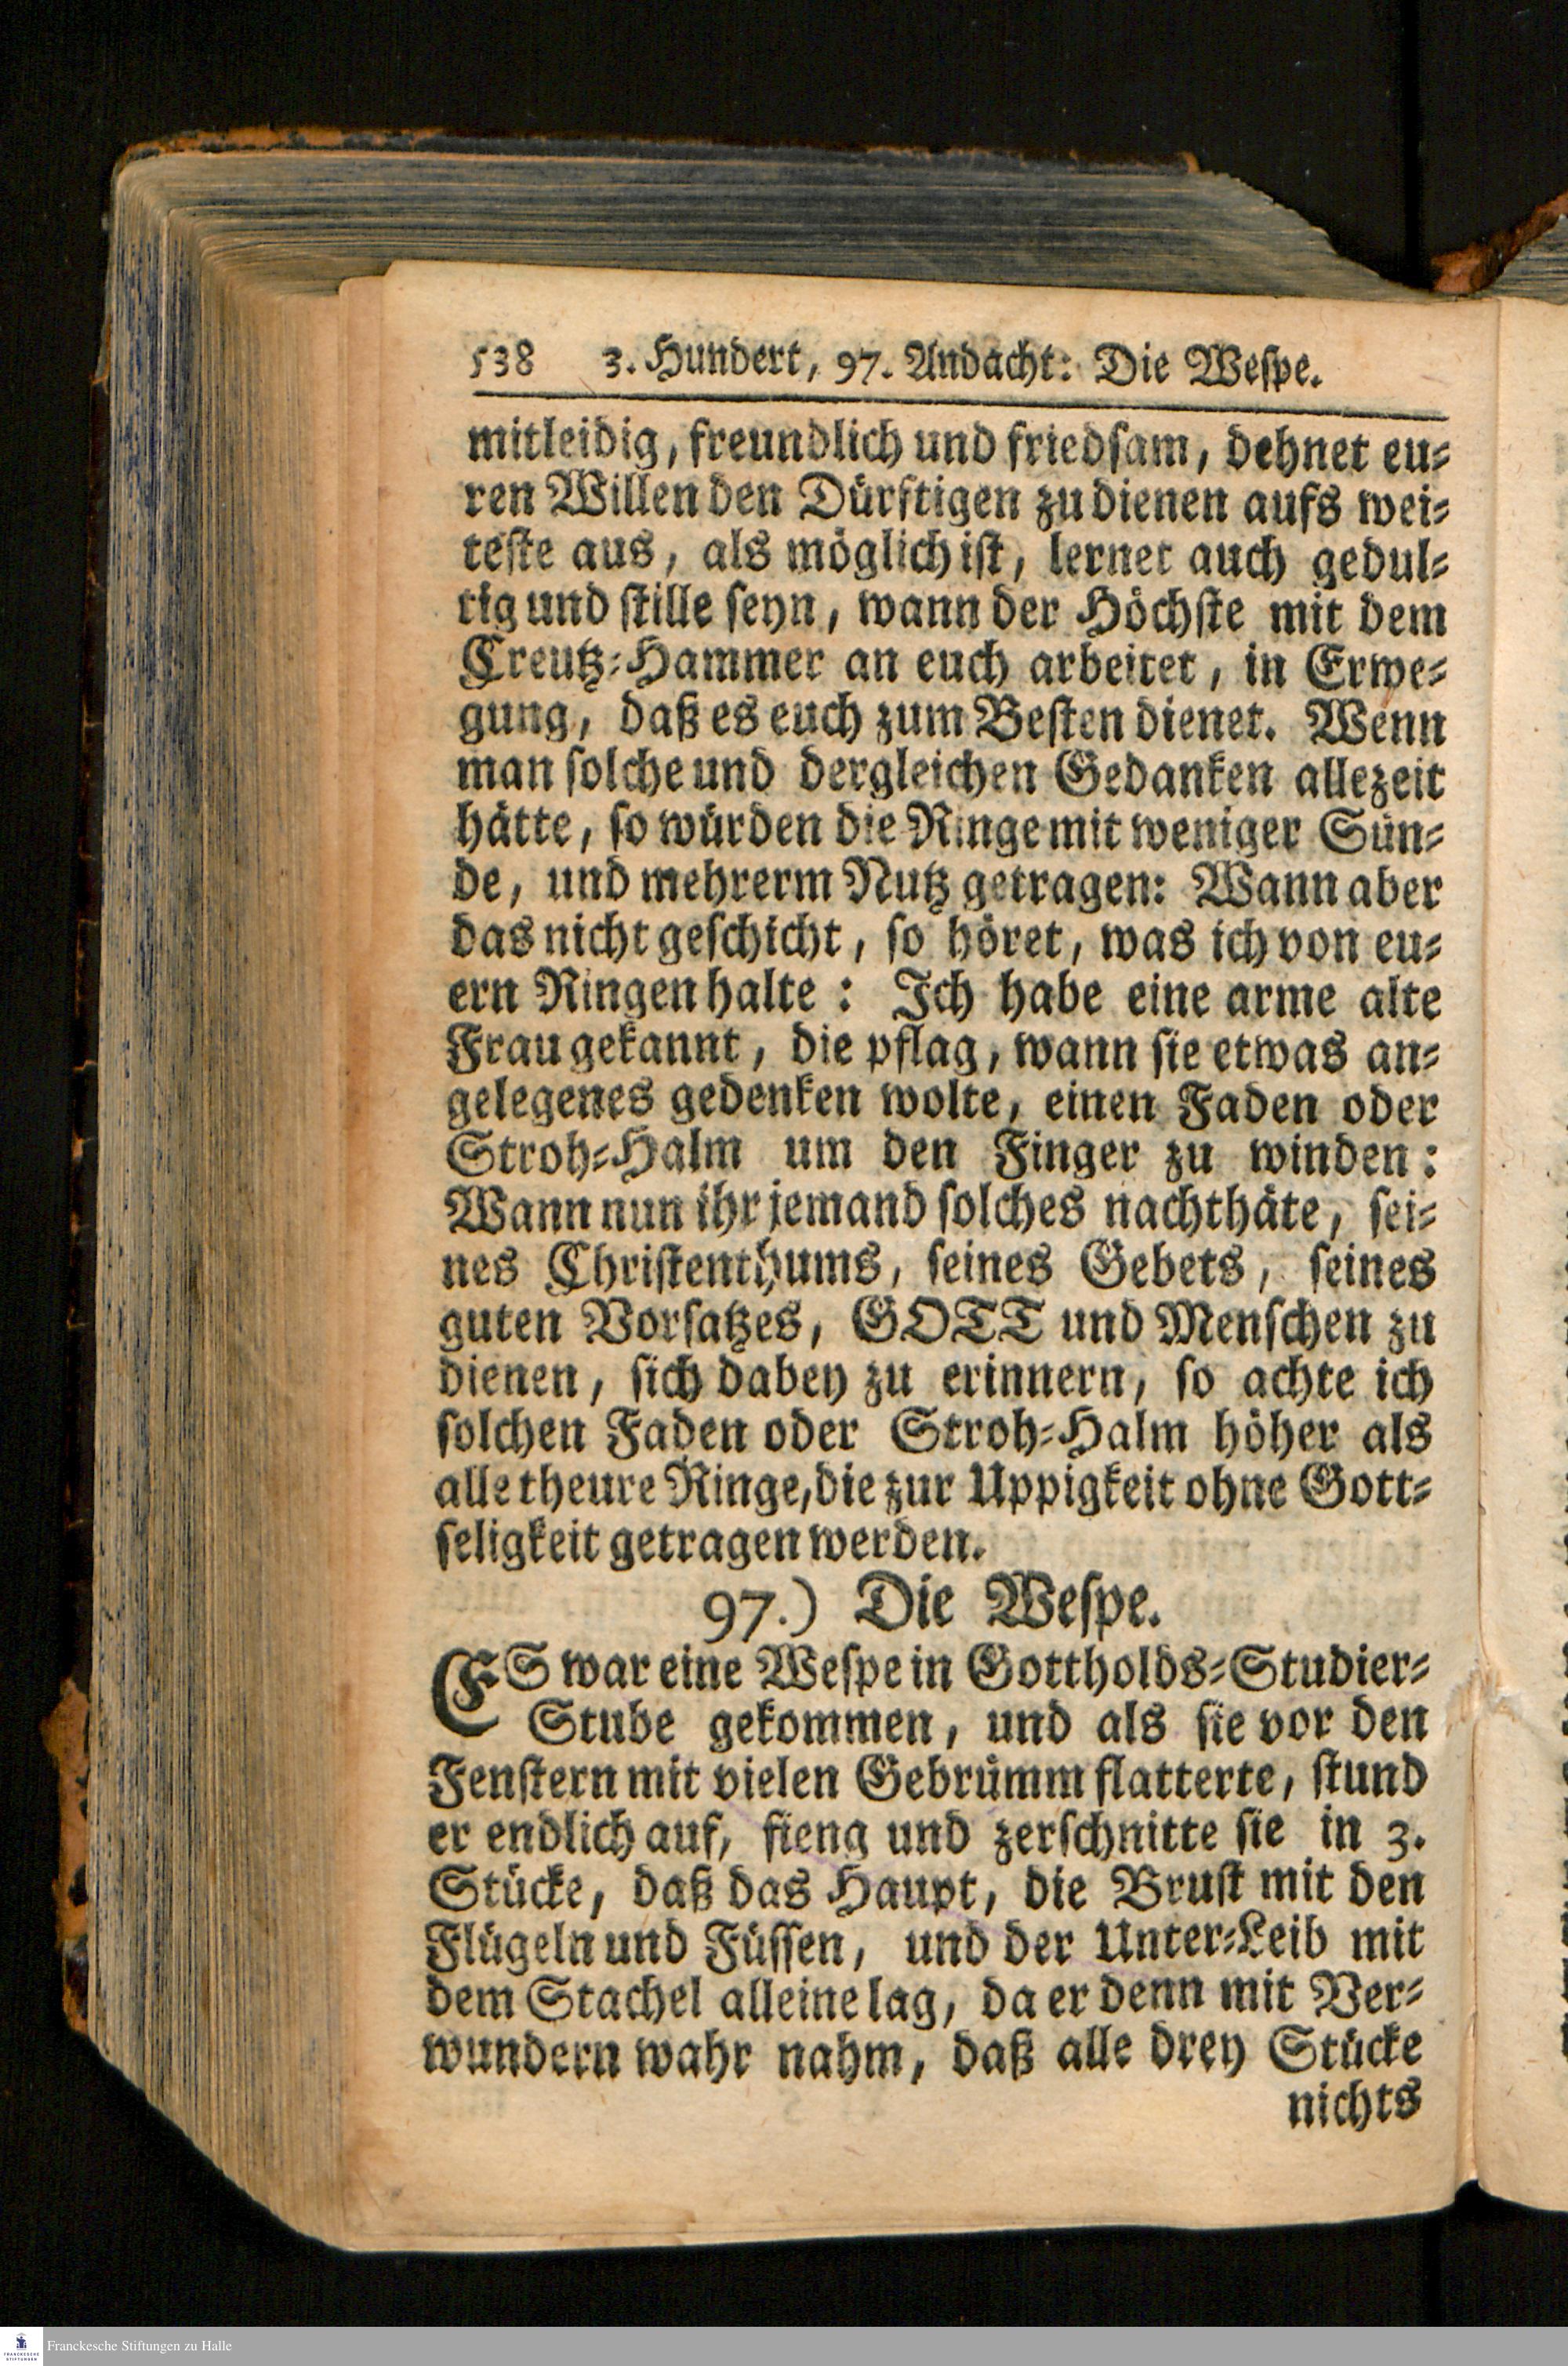 538 3. Hundert, 97. Andacht: Die Weſpe.
mitleidig, freundlich und friedſam, dehnet eu⸗
ren Willen den Dürftigen zu dienen aufs wei⸗
teſte aus, als möglich iſt, lernet auch gedul⸗
tig und ſtille ſeyn, wann der Höchſte mit dem
Creutz⸗Hammer an euch arbeitet, in Erwe⸗
gung, daß es euch zum Beſten dienet. Wenn
man ſolche und dergleichen Gedanken allezeit
hätte, ſo würden die Ringe mit weniger Sün⸗
de, und mehrerm Nutz getragen: Wann aber
das nicht geſchicht, ſo höret, was ich von eu⸗
ern Ringen halte: Ich habe eine arme alte
Frau gekannt, die pflag, wann ſie etwas an⸗
gelegenes gedenken wolte, einen Faden oder
Stroh⸗Halm um den Finger zu winden:
Wann nun ihr jemand ſolches nachthäte, ſei⸗
nes Chriſtenthums, ſeines Gebets, ſeines
guten Vorſatzes, GOTT und Menſchen zu
dienen, ſich dabey zu erinnern, ſo achte ich
ſolchen Faden oder Stroh⸗Halm höher als
alle theure Ringe, die zur Uppigkeit ohne Gott⸗
ſeligkeit getragen werden.
97.) Die Weſpe.
ES war eine Weſpe in Gottholds⸗Studier⸗
Stube gekommen, und als ſie vor den
Fenſtern mit vielen Gebrümm flatterte, ſtund
er endlich auf, fieng und zerſchnitte ſie in 3.
Stücke, daß das Haupt, die Bruſt mit den
Flügeln und Füſſen, und der Unter⸗Leib mit
dem Stachel alleine lag, da er denn mit Ver⸗
wundern wahr nahm, daß alle drey Stücke
nichts
FRANCKESCHE
STIFTUNGEN
Franckesche Stiftungen zu Halle